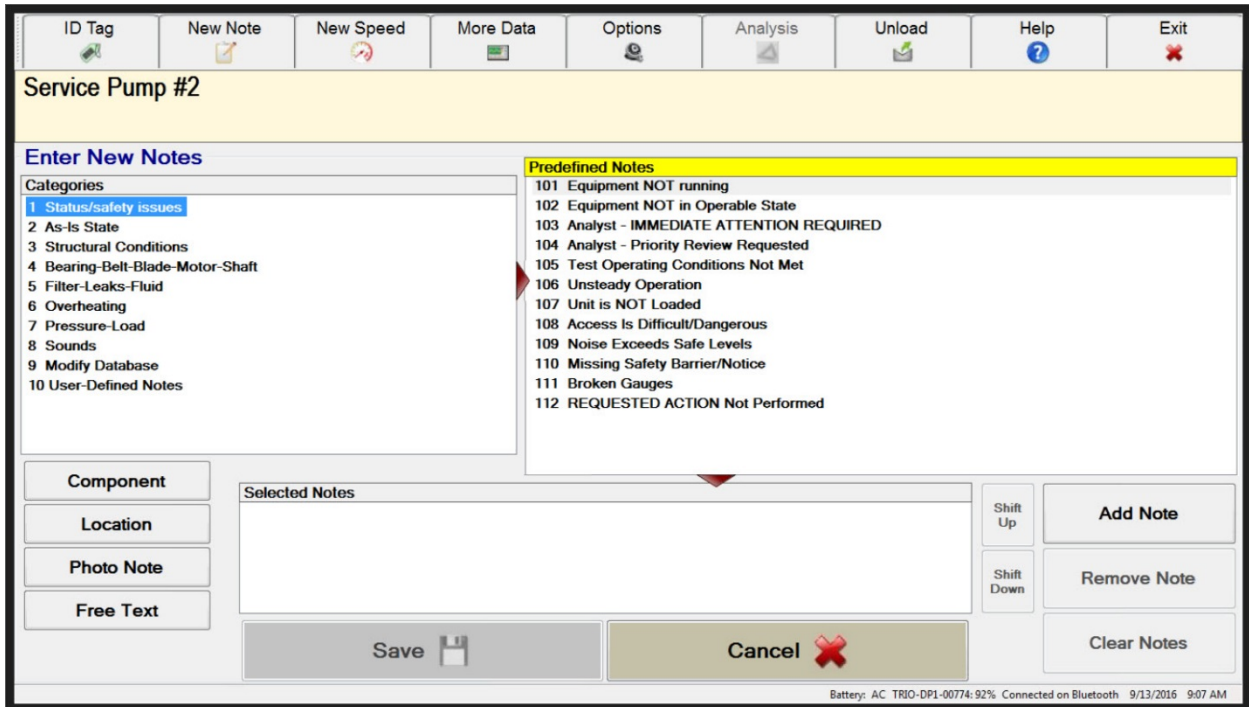 ID Tag New Note New Speed More Data Options Analysis Unload Help Exit
Service Pump #2
Enter New Notes
Categories
1 Status/safety issues
2 As-Is State
3 Structural Conditions
4 Bearing-Belt-Blade-Motor-Shaft
5 Filter-Leaks-Fluid
6 Overheating
7 Pressure-Load
8 Sounds
9 Modify Database
10 User-Defined Notes
Predefined Notes
101 Equipment NOT running
102 Equipment NOT in Operable State
103 Analyst - IMMEDIATE ATTENTION REQUIRED
104 Analyst - Priority Review Requested
105 Test Operating Conditions Not Met
106 Unsteady Operation
107 Unit is NOT Loaded
108 Access Is Difficult/Dangerous
109 Noise Exceeds Safe Levels
110 Missing Safety Barrier/Notice
111 Broken Gauges
112 REQUESTED ACTION Not Performed
Component
Location
Photo Note
Free Text
Selected Notes
Shift
Up
Shift
Down
Add Note
Remove Note
Clear Notes
Save
Cancel
Battery: AC TRIO-DP1-00774: 92% Connected on Bluetooth 9/13/2016 9:07 AM